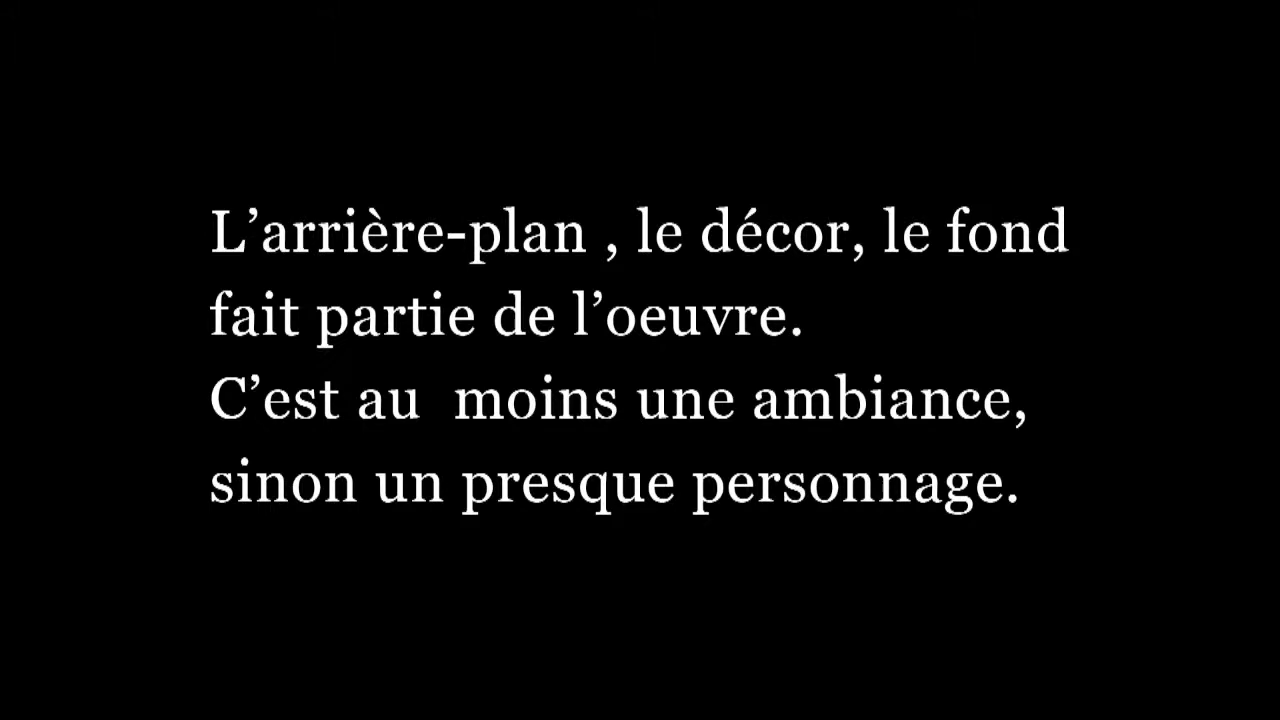 L’arrière-plan , le décor, le fond
fait partie de l’oeuvre.
C’est au  moins une ambiance,
sinon un presque personnage.